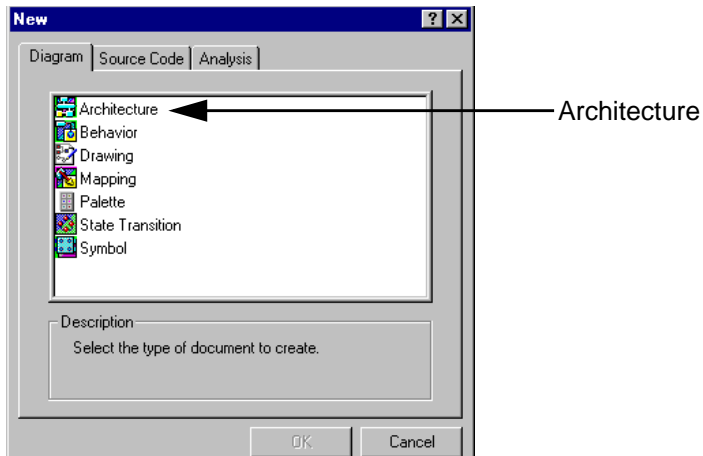 New
Diagram Source Code Analysis
Architecture
Architecture
Behavior
Drawing
Mapping
Palette
State Transition
Symbol
Description
Select the type of document to create.
OK Cancel